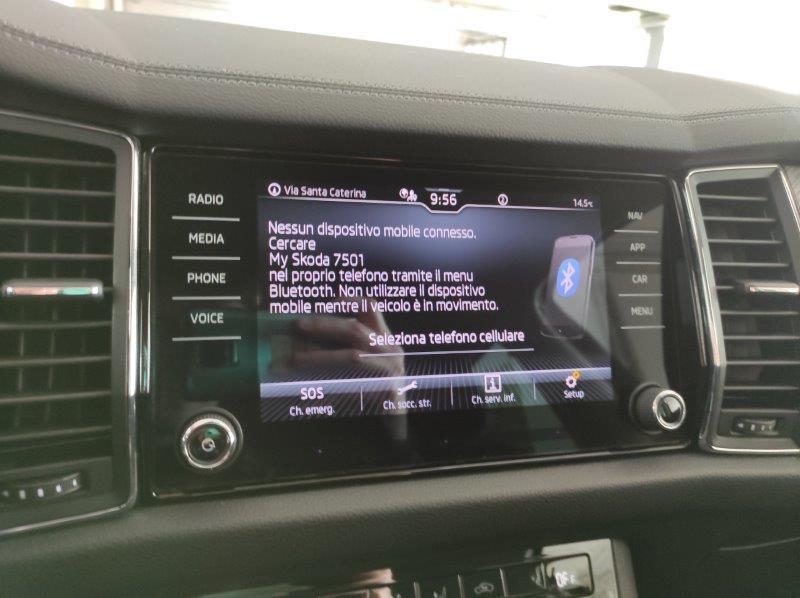 Via Santa Caterina
9:56
14.5°C
RADIO
MEDIA
PHONE
VOICE
Nessun dispositivo mobile connesso.
Cercare
My Skoda 7501
nel proprio telefono tramite il menu
Bluetooth. Non utilizzare il dispositivo
mobile mentre il veicolo è in movimento.
Seleziona telefono cellulare
SOS
Ch. emerg.
Ch. socc. str.
Ch. serv. inf.
Setup
NAV
APP
CAR
MENU
OFF